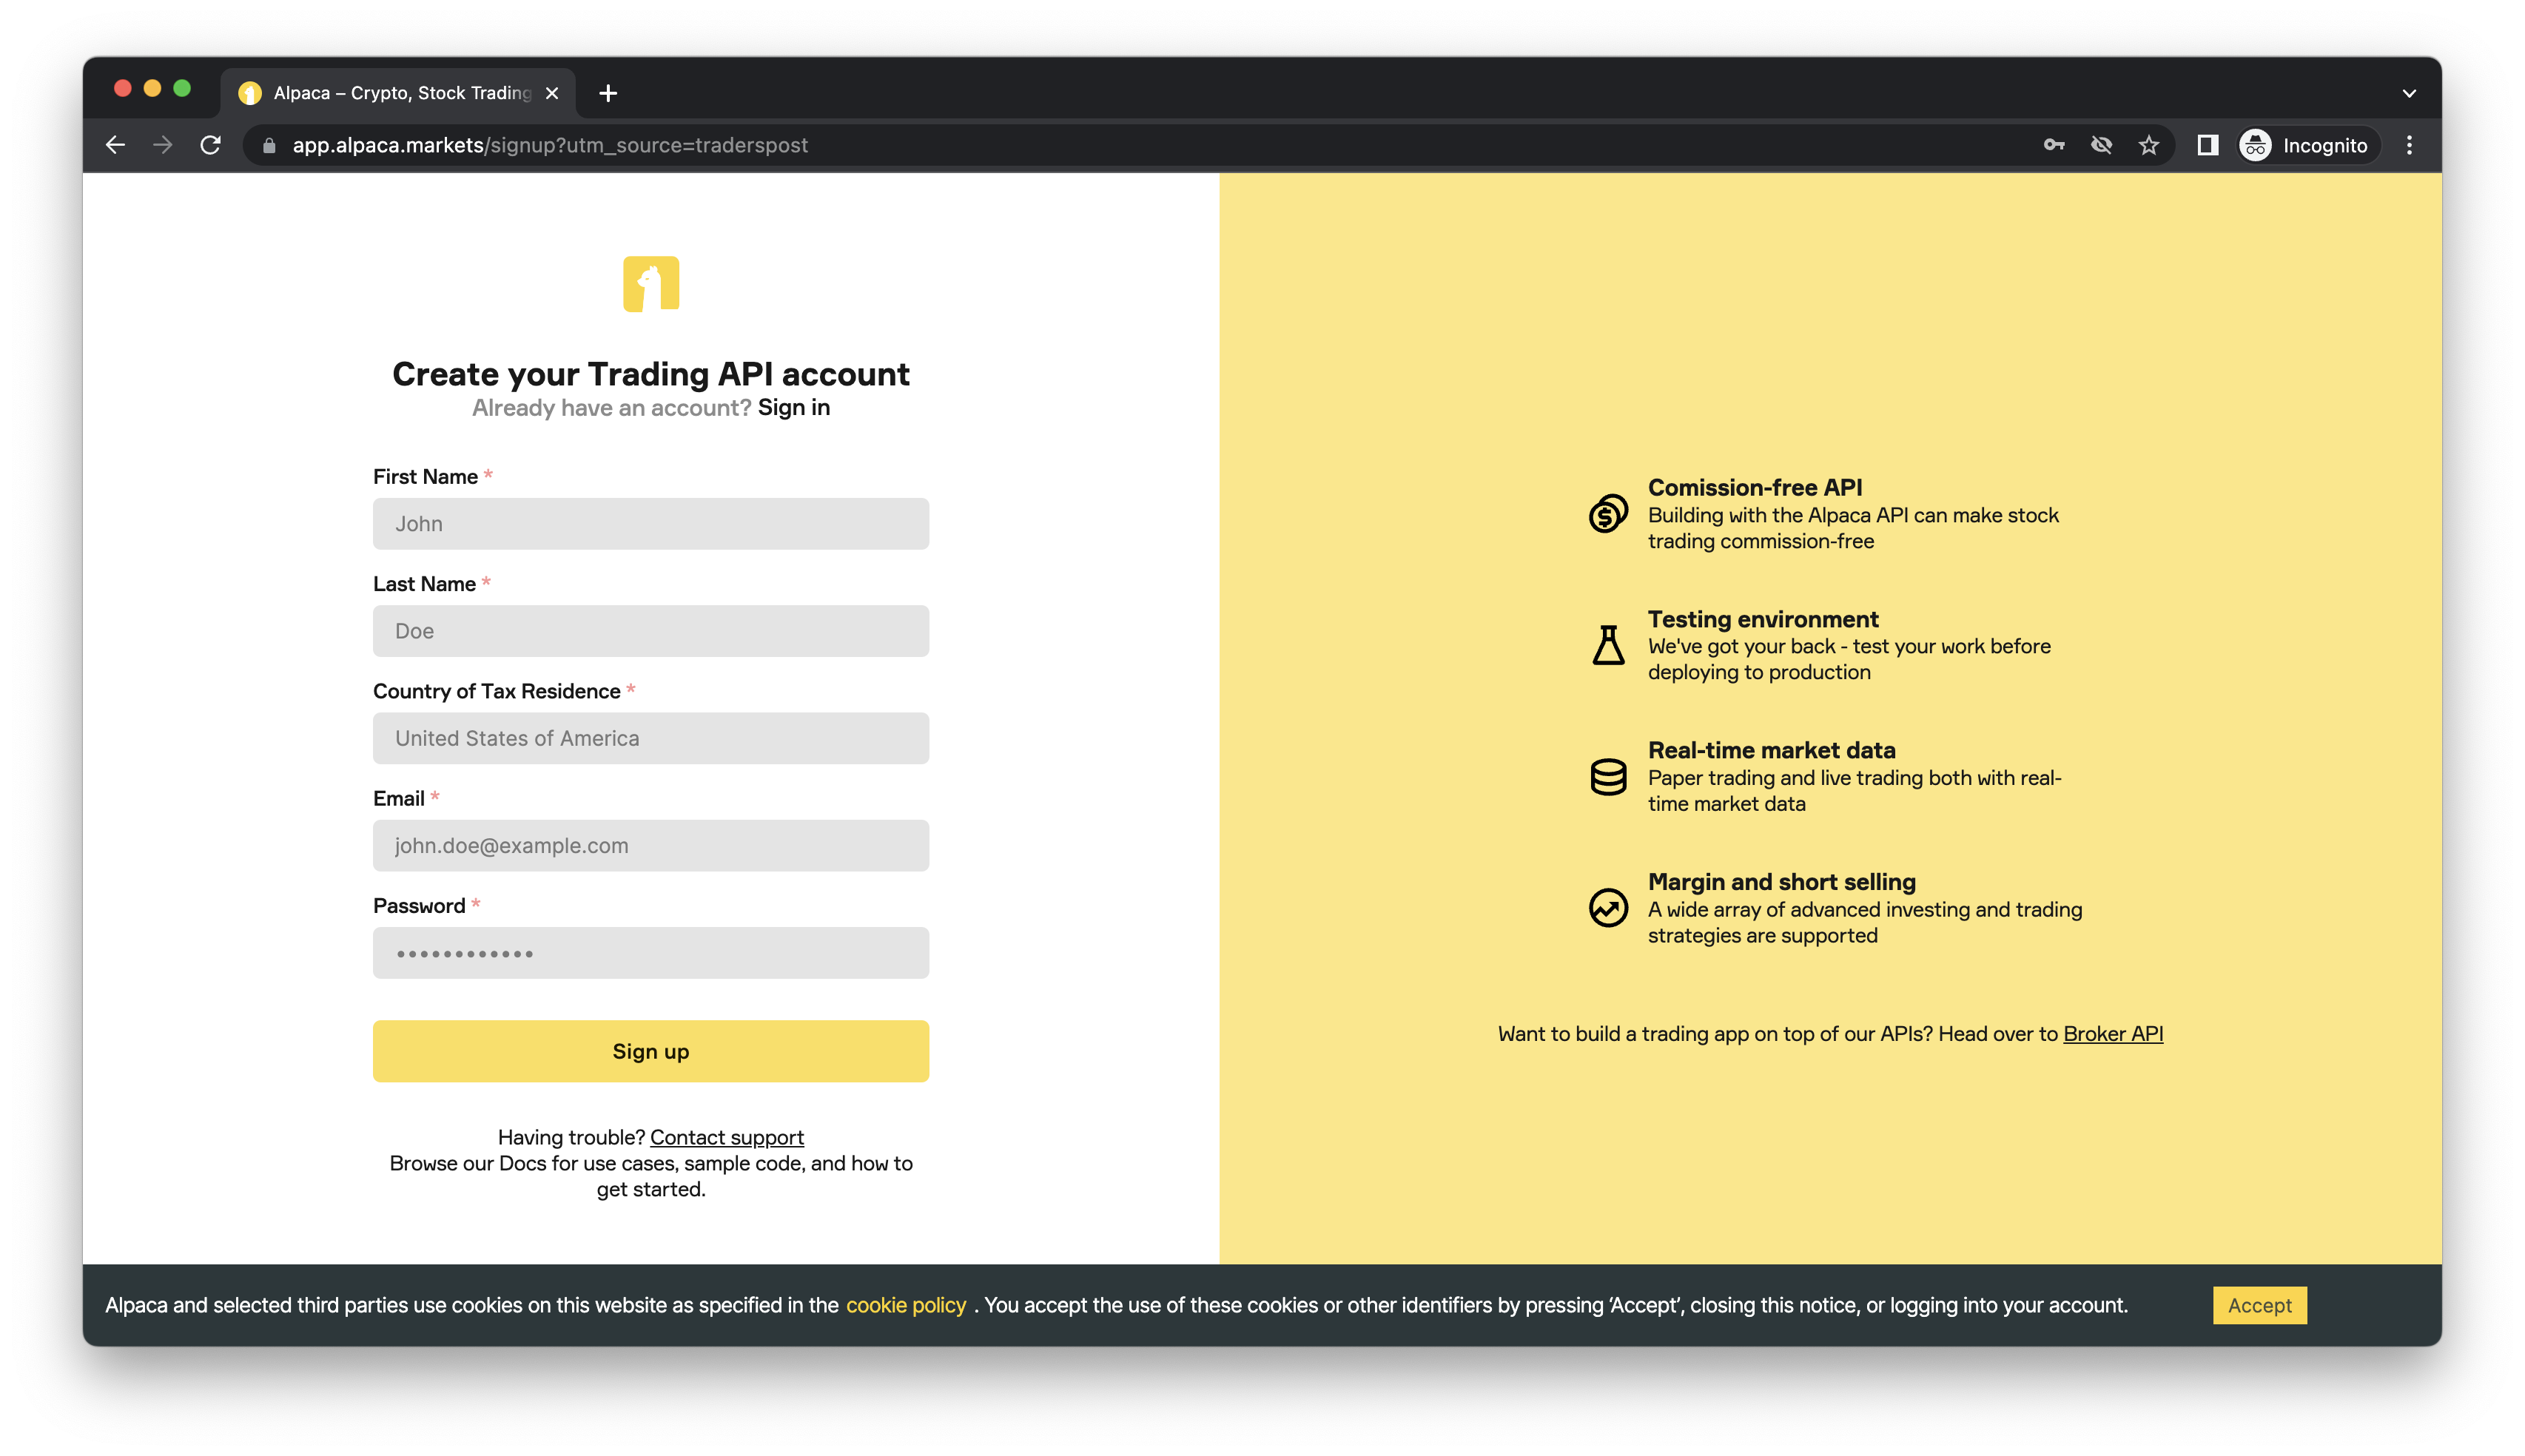 Alpaca – Crypto, Stock Trading
app.alpaca.markets/signup?utm_source=traderspost
Incognito
Create your Trading API account
Already have an account? Sign in
First Name *
John
Last Name *
Doe
Country of Tax Residence *
United States of America
Email *
john.doe@example.com
Password *
••••••••••••
Sign up
Having trouble? Contact support
Browse our Docs for use cases, sample code, and how to
get started.
Comission-free API
Building with the Alpaca API can make stock
trading commission-free
Testing environment
We've got your back - test your work before
deploying to production
Real-time market data
Paper trading and live trading both with real-
time market data
Margin and short selling
A wide array of advanced investing and trading
strategies are supported
Want to build a trading app on top of our APIs? Head over to Broker API
Alpaca and selected third parties use cookies on this website as specified in the cookie policy . You accept the use of these cookies or other identifiers by pressing ‘Accept’, closing this notice, or logging into your account.
Accept